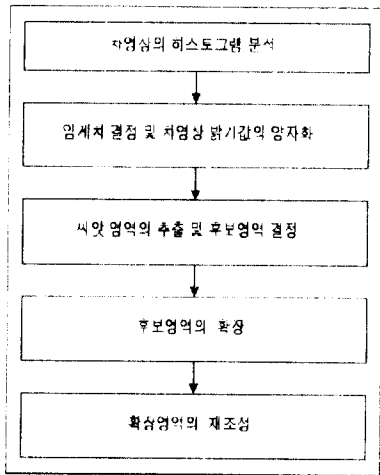 차영상의 히스토그램 분석
임계치 결정 및 차영상 밝기값의 양자화
씨앗 영역의 추출 및 후보영역 결정
후보영역의 확장
확장영역의 재조정